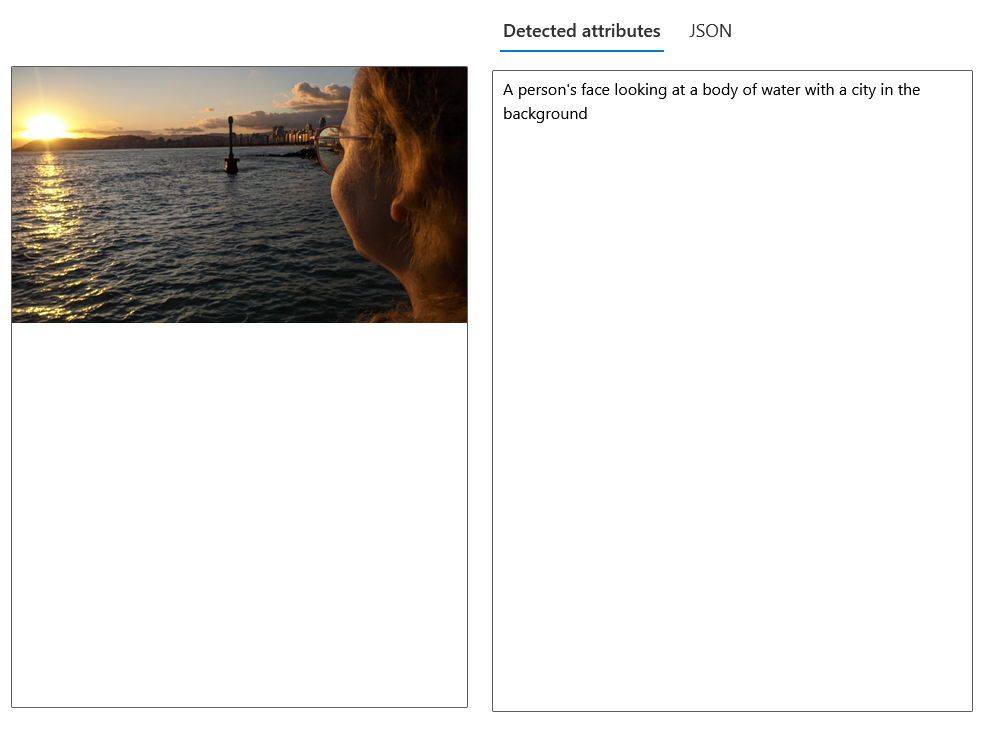 Detected attributes JSON
A person's face looking at a body of water with a city in the
background